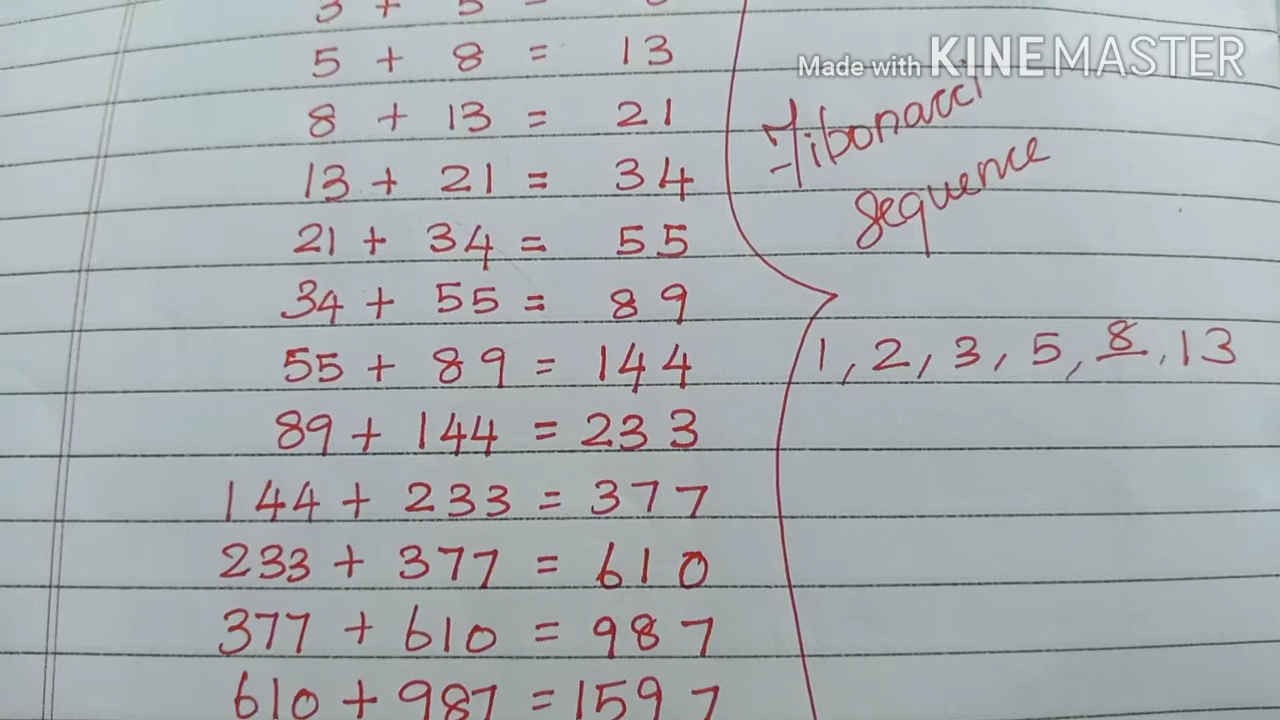 3 + 5 =
5 + 8 = 13
8 + 13 = 21
13 + 21 = 34
21 + 34 = 55
34 + 55 = 89
55 + 89 = 144
89 + 144 = 233
144 + 233 = 377
233 + 377 = 610
377 + 610 = 987
610 + 987 = 1597
Made with KINEMASTER
Fibonacci
sequence
1, 2, 3, 5, 8, 13